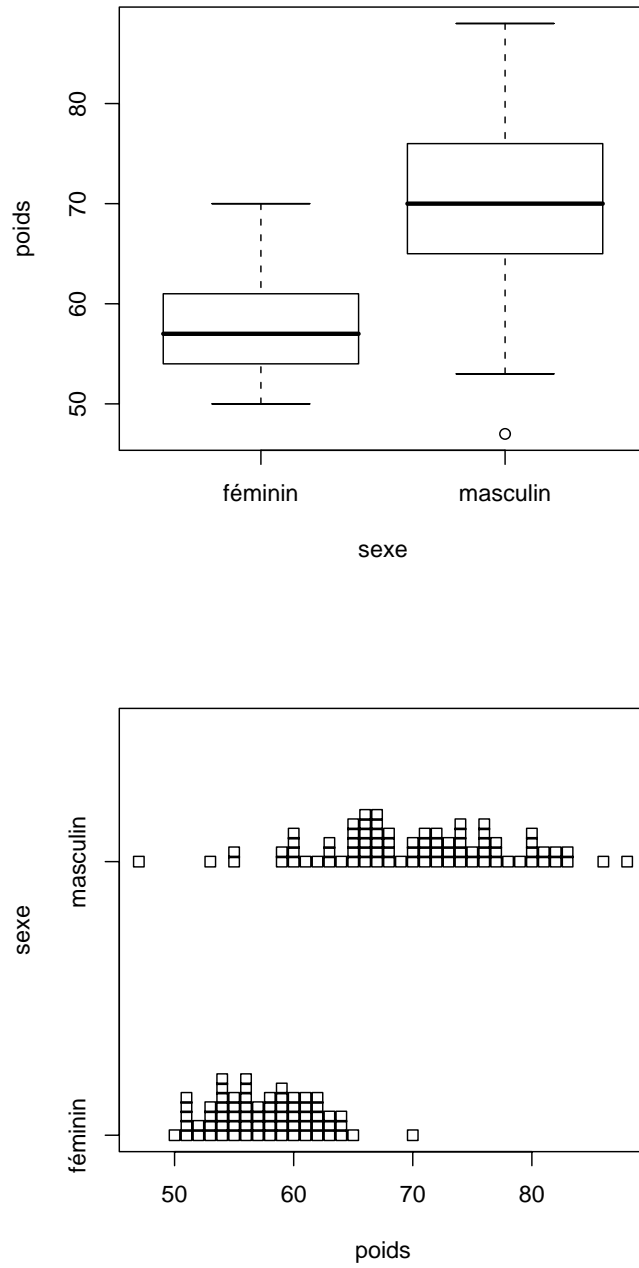 80
70
60
50
poids
féminin masculin
sexe
masculin
féminin
sexe
50 60 70 80
poids